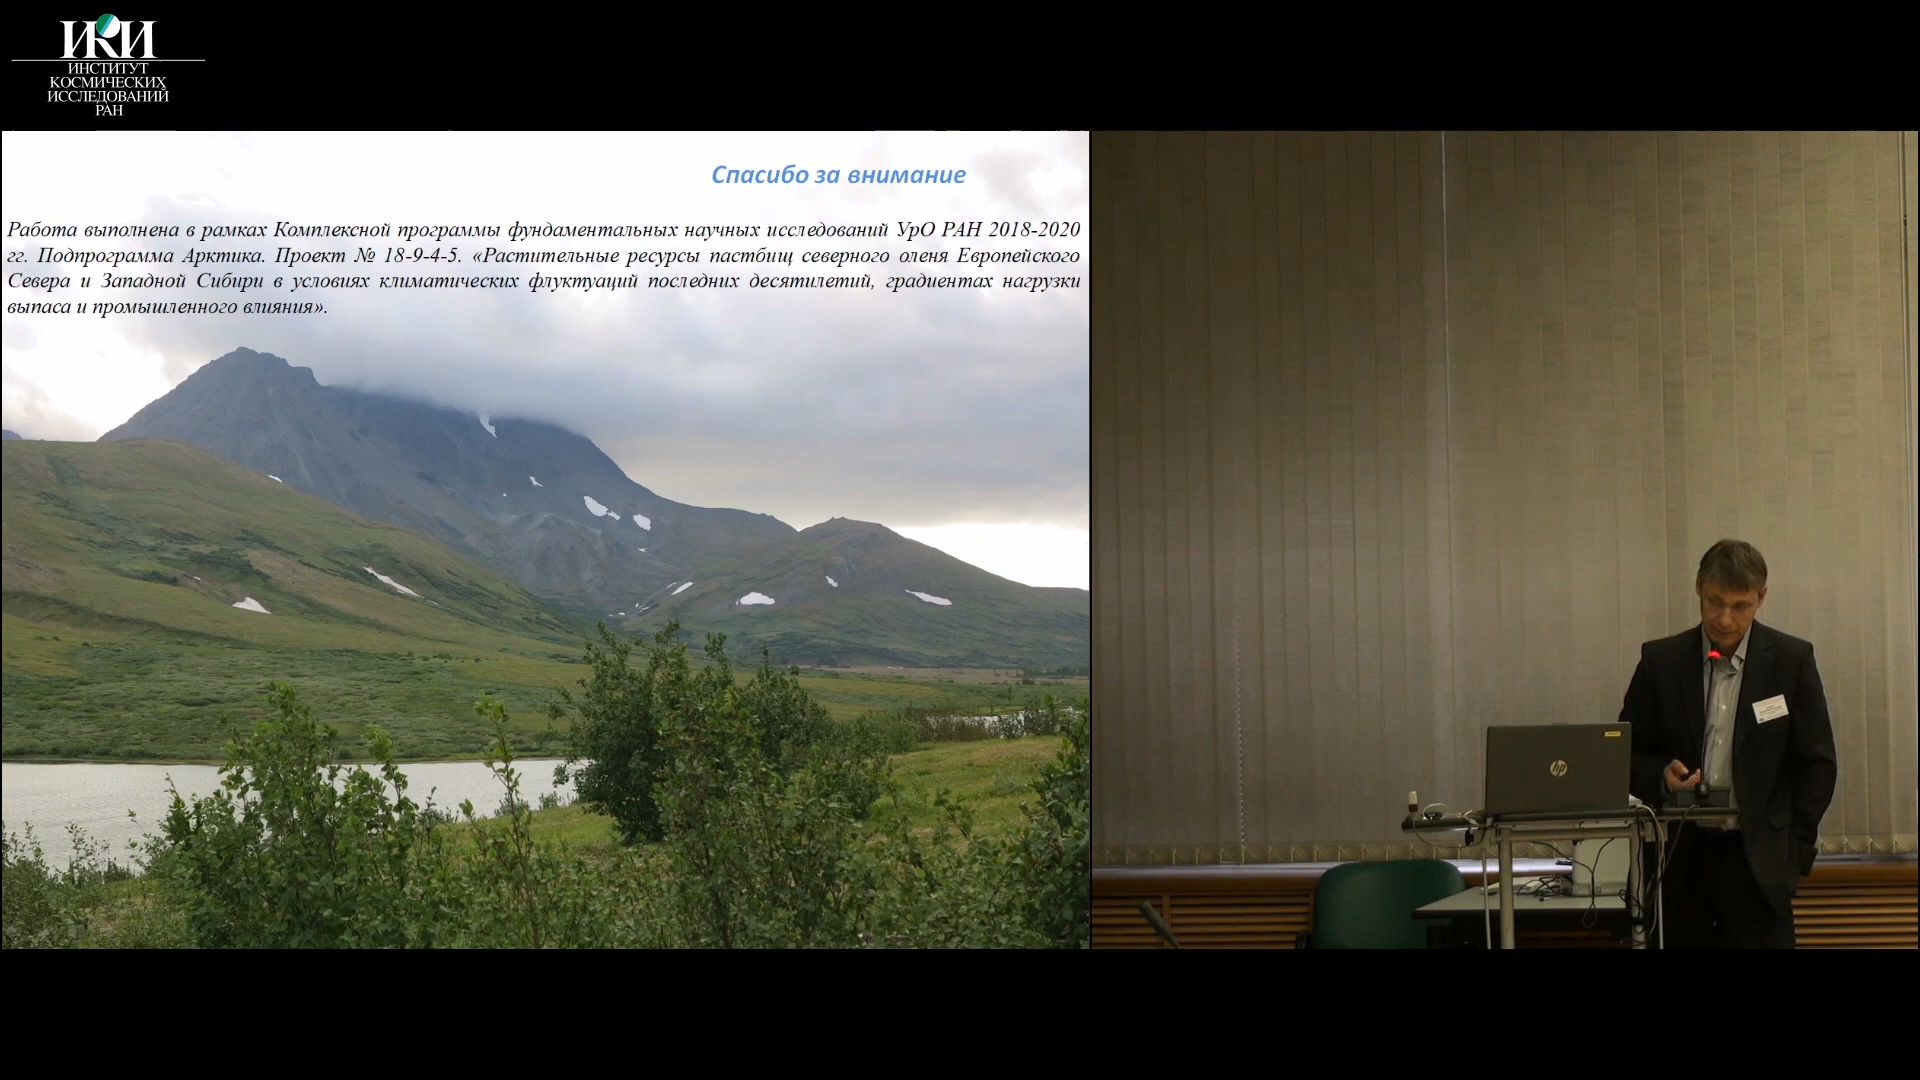 ИКИ
ИНСТИТУТ
КОСМИЧЕСКИХ
ИССЛЕДОВАНИЙ
РАН
Спасибо за внимание
Работа выполнена в рамках Комплексной программы фундаментальных научных исследований УрО РАН 2018-2020
гг. Подпрограмма Арктика. Проект № 18-9-4-5. «Растительные ресурсы пастбищ северного оленя Европейского
Севера и Западной Сибири в условиях климатических флуктуаций последних десятилетий, градиентах нагрузки
выпаса и промышленного влияния».
hp